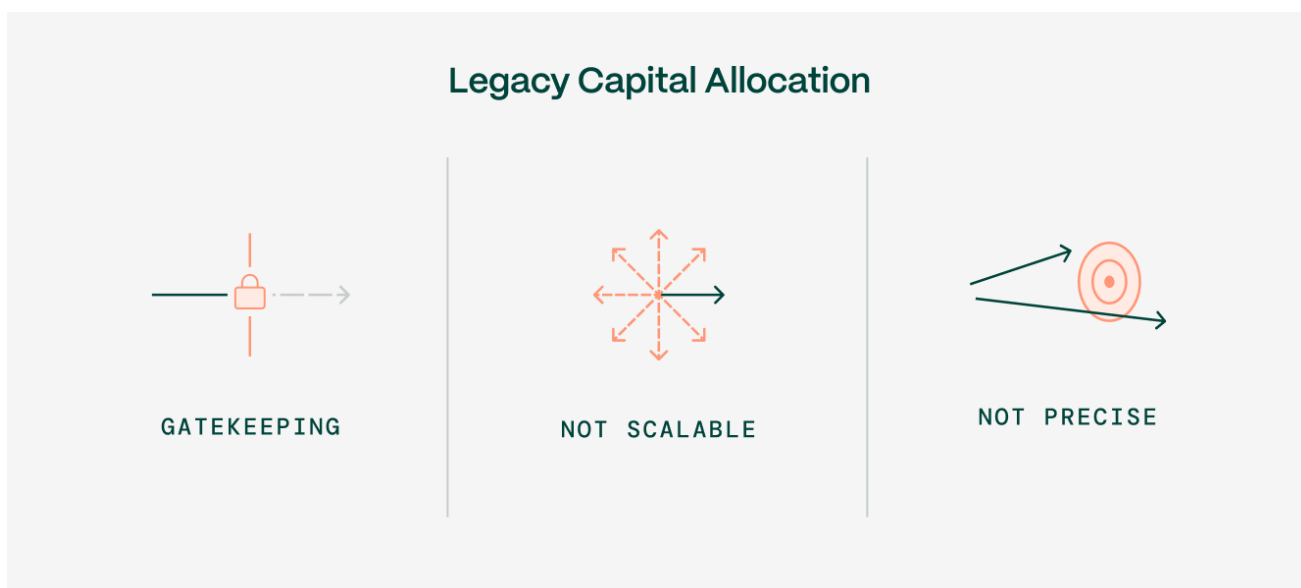 Legacy Capital Allocation
GATEKEEPING
NOT SCALABLE
NOT PRECISE